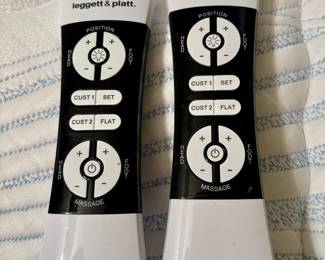 leggett & platt.
POSITION
+ +
HEAD FOOT
- -
CUST 1 SET
CUST 2 FLAT
+ +
HEAD FOOT
- -
MASSAGE
POSITION
+ +
HEAD FOOT
- -
CUST 1 SET
CUST 2 FLAT
+ +
HEAD FOOT
- -
MASSAGE